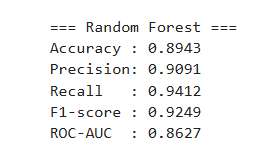 === Random Forest ===
Accuracy : 0.8943
Precision: 0.9091
Recall   : 0.9412
F1-score : 0.9249
ROC-AUC  : 0.8627